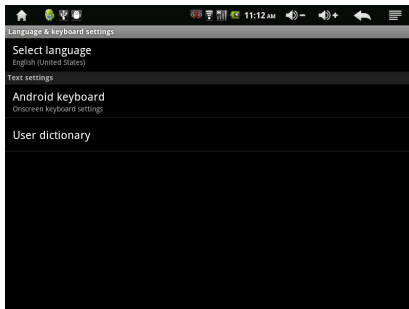 11:12 AM
Language & keyboard settings
Select language
English (United States)
Text settings
Android keyboard
Onscreen keyboard settings
User dictionary